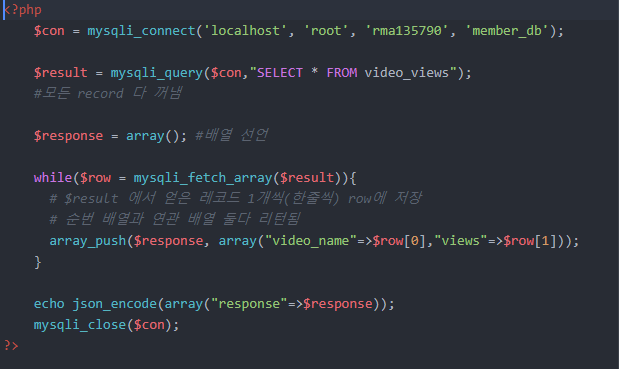 <?php
$con = mysqli_connect('localhost', 'root', 'rma135790', 'member_db');
$result = mysqli_query($con,"SELECT * FROM video_views");
#모든 record 다 꺼냄
$response = array(); #배열 선언
while($row = mysqli_fetch_array($result)){
# $result 에서 얻은 레코드 1개씩(한줄씩) row에 저장
# 순번 배열과 연관 배열 둘다 리턴됨
array_push($response, array("video_name"=>$row[0],"views"=>$row[1]));
}
echo json_encode(array("response"=>$response));
mysqli_close($con);
?>